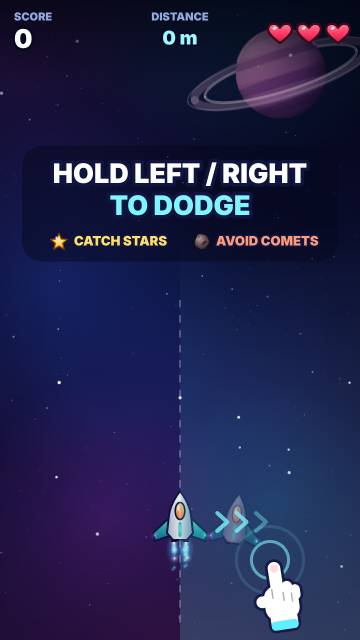 SCORE
DISTANCE
0
0 m
HOLD LEFT / RIGHT
TO DODGE
CATCH STARS
AVOID COMETS